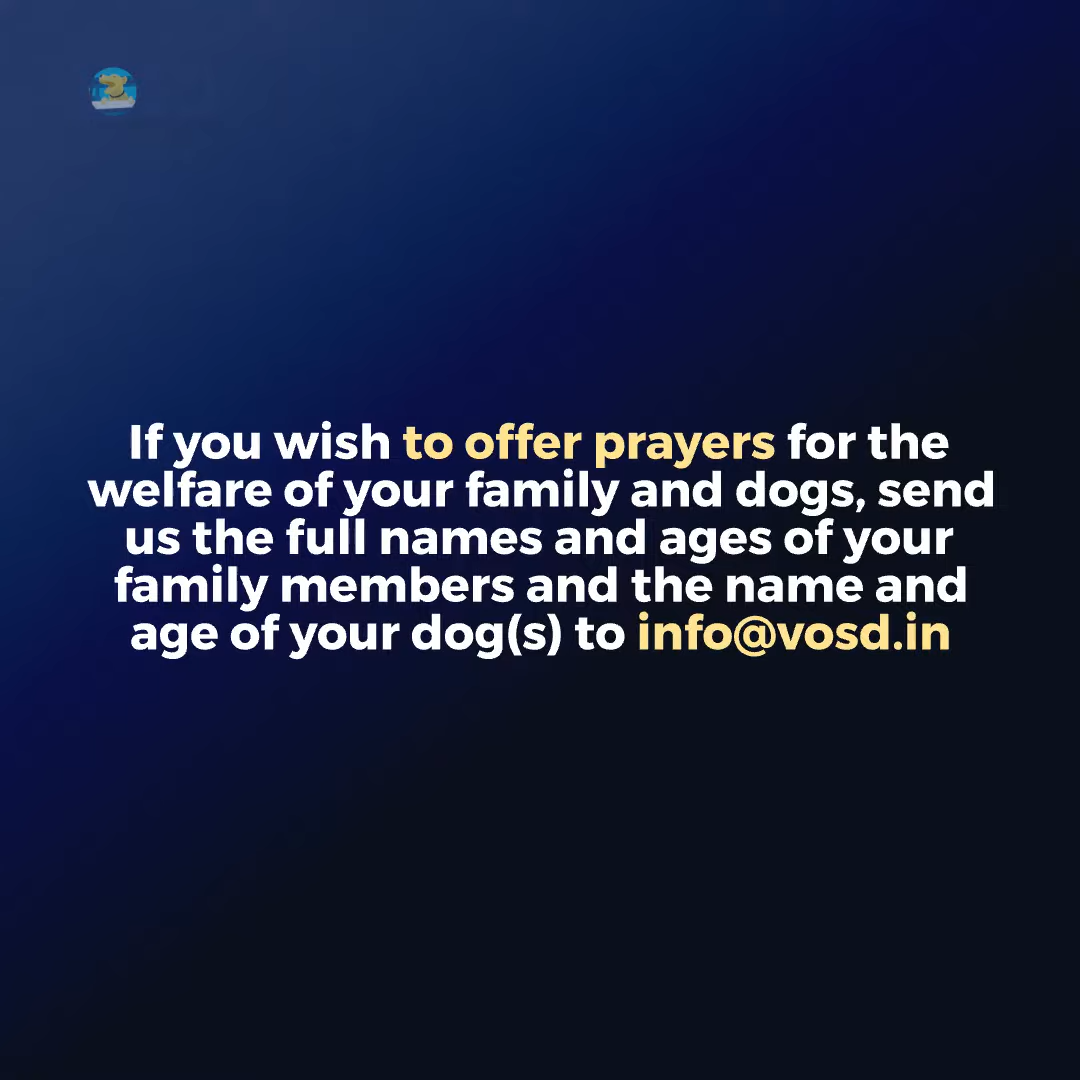 If you wish to offer prayers for the
welfare of your family and dogs, send
us the full names and ages of your
family members and the name and
age of your dog(s) to info@vosd.in